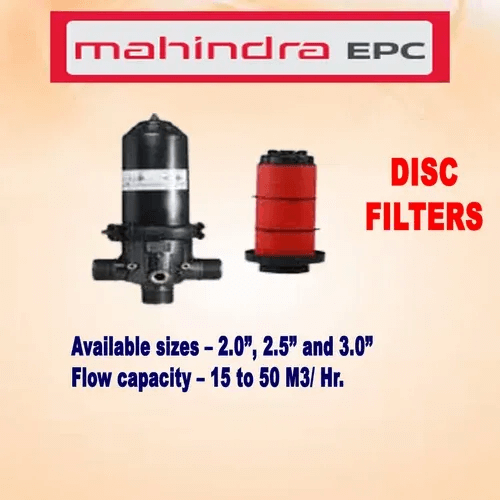 mahindra EPC
DISC
FILTERS
Available sizes – 2.0”, 2.5” and 3.0”
Flow capacity – 15 to 50 M3/ Hr.